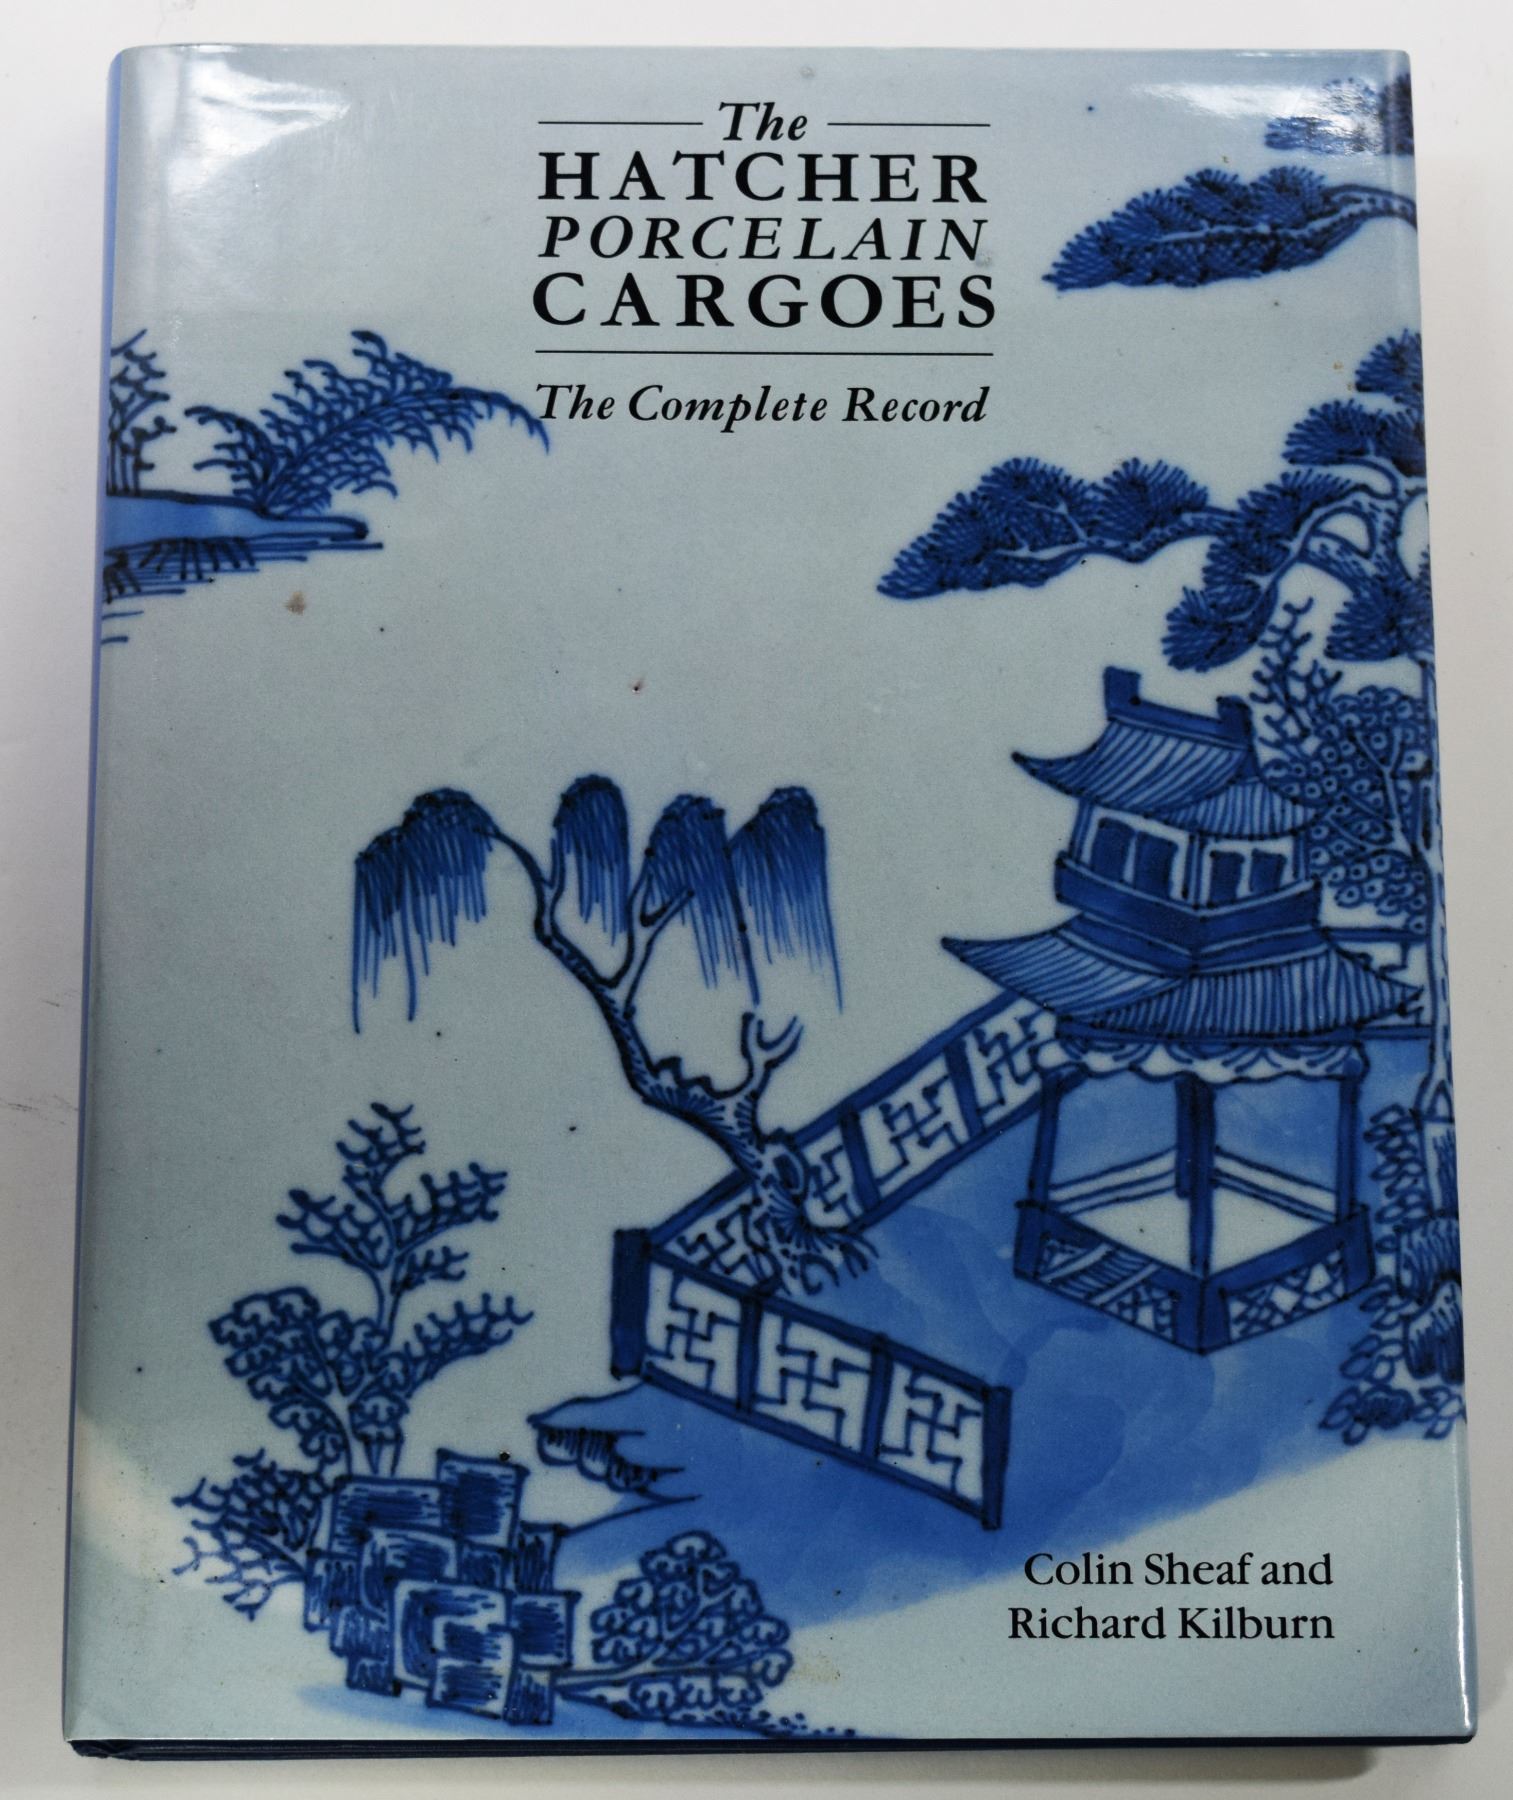 The
HATCHER
PORCELAIN
CARGOES
The Complete Record
Colin Sheaf and
Richard Kilburn